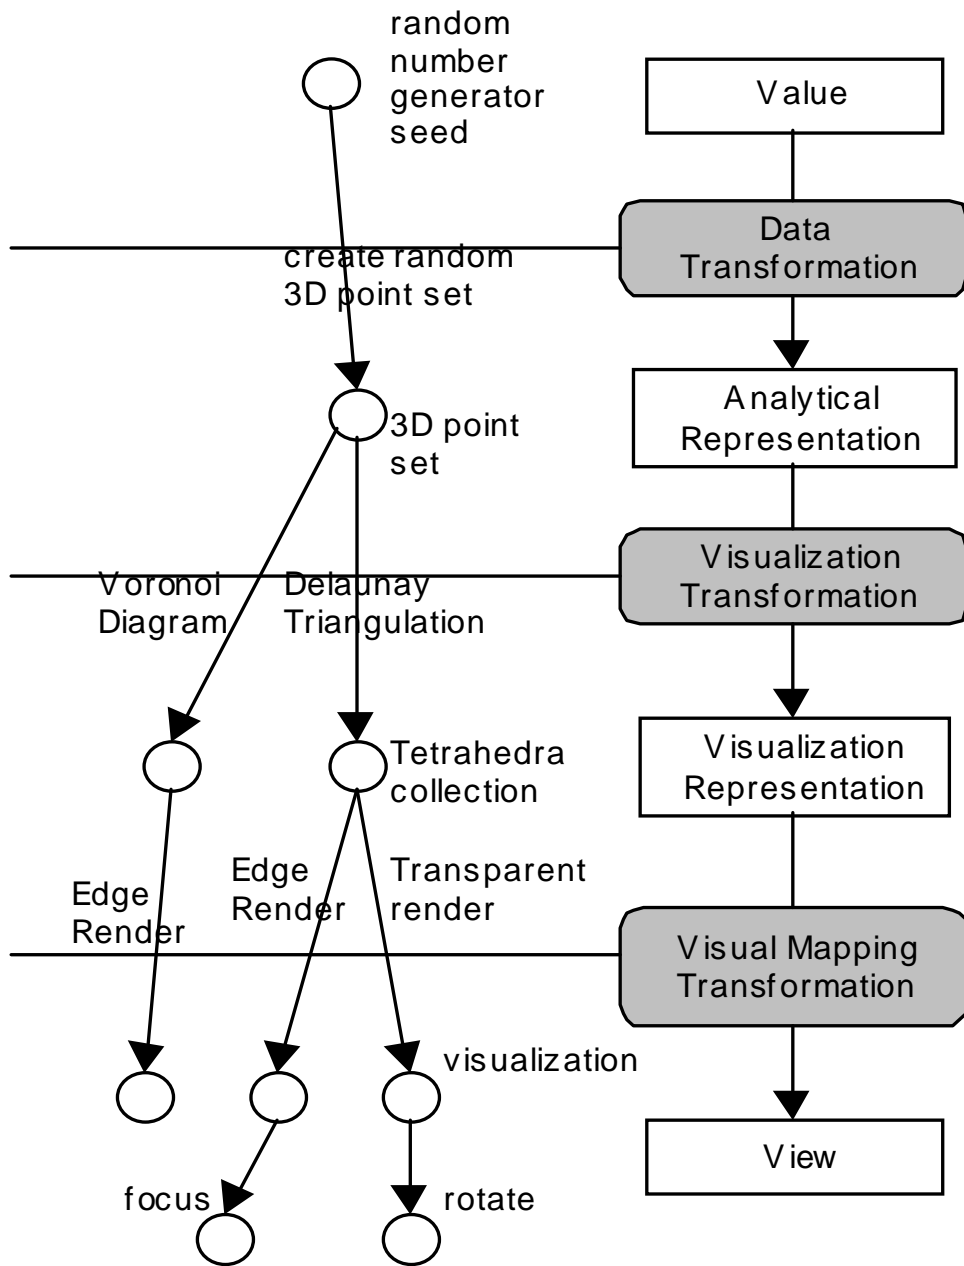 random
number
generator
seed
Value
Data
Transformation
create random
3D point set
Analytical
Representation
3D point
set
Visualization
Transformation
Voronoi
Diagram
Delaunay
Triangulation
Visualization
Representation
Tetrahedra
collection
Edge
Render
Edge
Render
Transparent
render
Visual Mapping
Transformation
visualization
View
focus
rotate